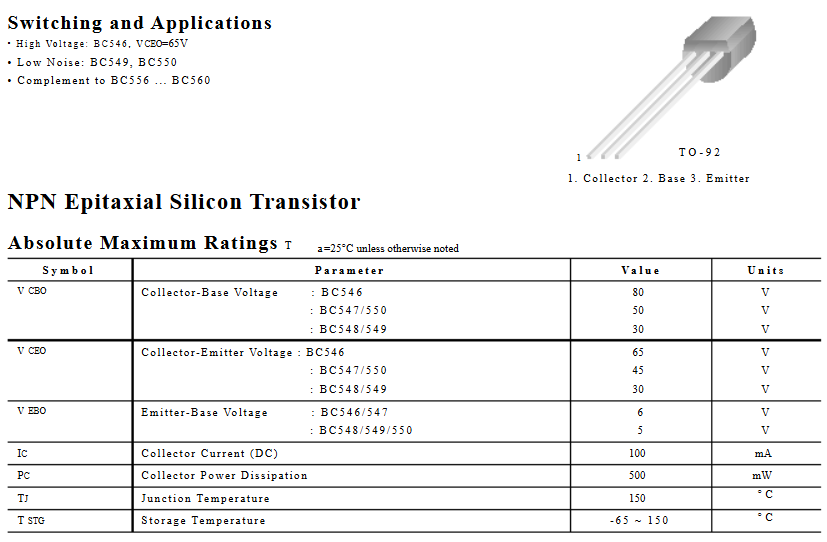 Switching and Applications
• High Voltage: BC546, VCEO=65V
• Low Noise: BC549, BC550
• Complement to BC556 ... BC560
1
TO-92
1. Collector 2. Base 3. Emitter
NPN Epitaxial Silicon Transistor
Absolute Maximum Ratings T a=25°C unless otherwise noted
Symbol Parameter Value Units
V CBO Collector-Base Voltage : BC546 80 V
: BC547/550 50 V
: BC548/549 30 V
V CEO Collector-Emitter Voltage : BC546 65 V
: BC547/550 45 V
: BC548/549 30 V
V EBO Emitter-Base Voltage : BC546/547 6 V
: BC548/549/550 5 V
IC Collector Current (DC) 100 mA
PC Collector Power Dissipation 500 mW
TJ Junction Temperature 150 °C
T STG Storage Temperature -65 ~ 150 °C